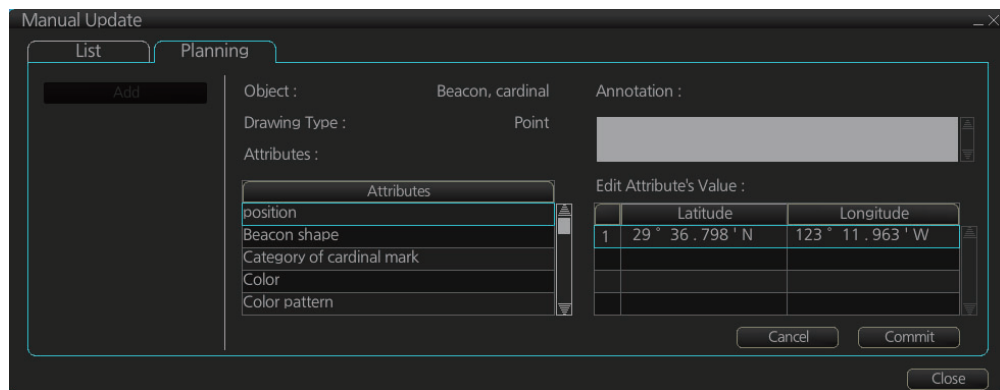 Manual Update
List Planning
Add
Object : Beacon, cardinal
Drawing Type : Point
Attributes :
Attributes
position
Beacon shape
Category of cardinal mark
Color
Color pattern
Annotation :
Edit Attribute's Value :
Latitude Longitude
1 29 ° 36 . 798 ' N 123 ° 11 . 963 ' W
Cancel Commit
Close